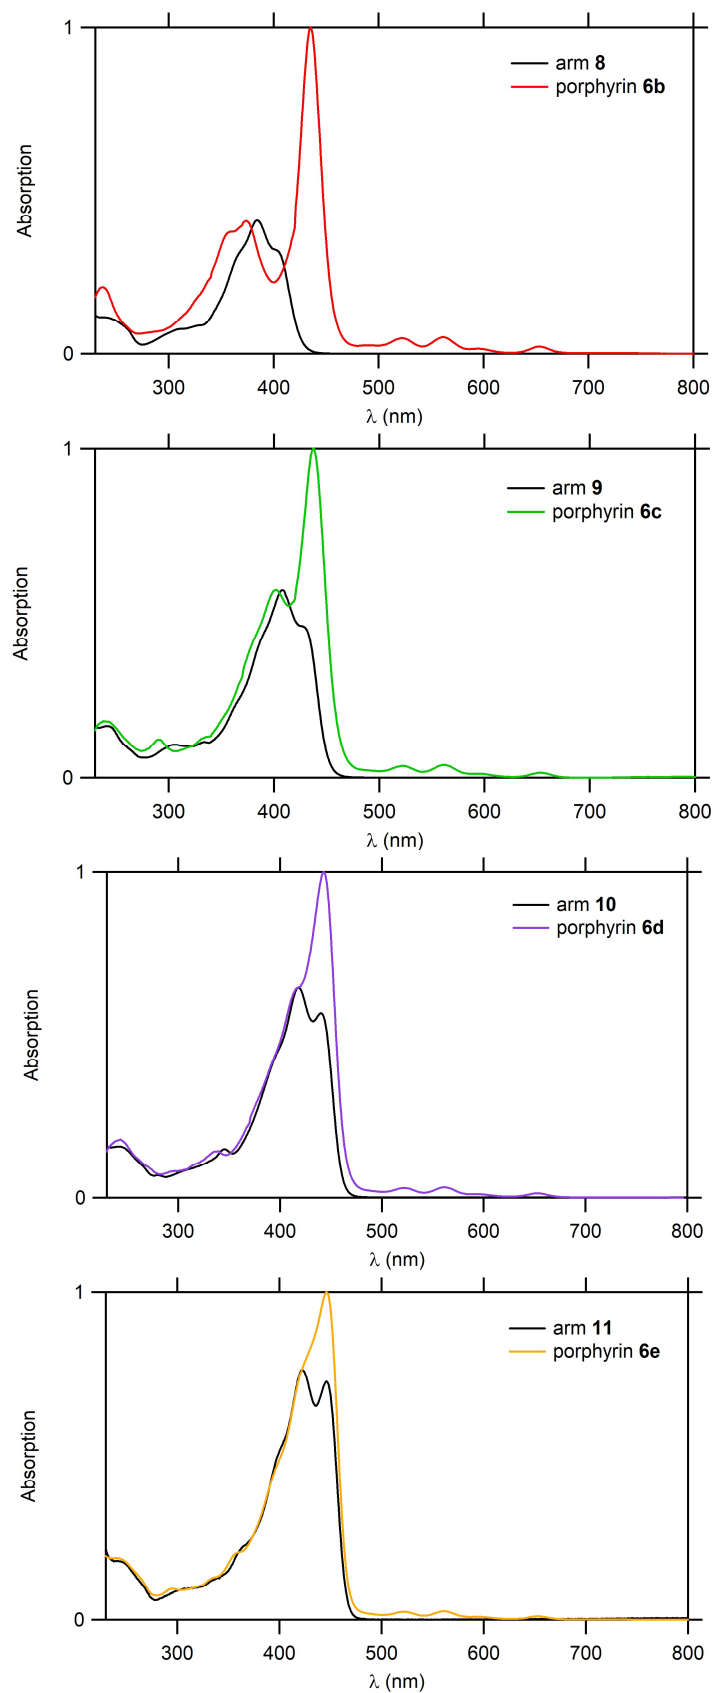 1
arm 8
porphyrin 6b
Absorption
0
300 400 500 600 700 800
λ (nm)
1
arm 9
porphyrin 6c
Absorption
0
300 400 500 600 700 800
λ (nm)
1
arm 10
porphyrin 6d
Absorption
0
300 400 500 600 700 800
λ (nm)
1
arm 11
porphyrin 6e
Absorption
0
300 400 500 600 700 800
λ (nm)